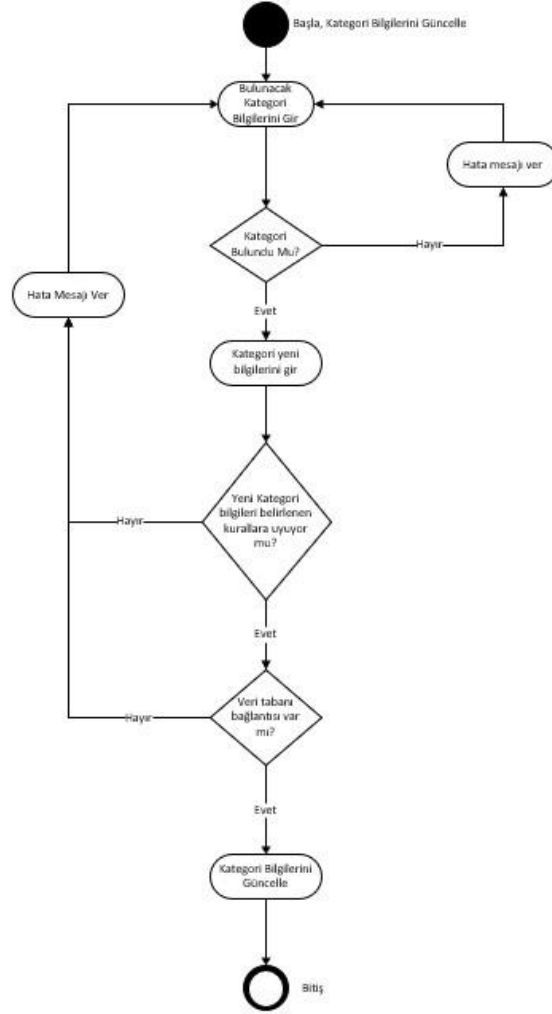 Başla, Kategori Bilgilerini Güncelle
Bulunacak
Kategori
Bilgilerini Gir
Hata mesajı ver
Kategori
Bulundu Mu?
Hayır
Hata Mesajı Ver
Evet
Kategori yeni
bilgilerini gir
Yeni Kategori
bilgileri belirlenen
kurallara uyuyor
mu?
Hayır
Evet
Veri tabanı
bağlantısı var
mı?
Hayır
Evet
Kategori Bilgilerini
Güncelle
Bitiş